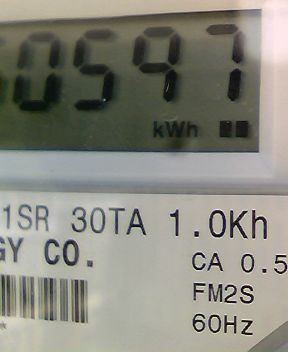 0597
kWh
1SR 30TA 1.0Kh
GY CO.
CA 0.5
FM2S
60Hz